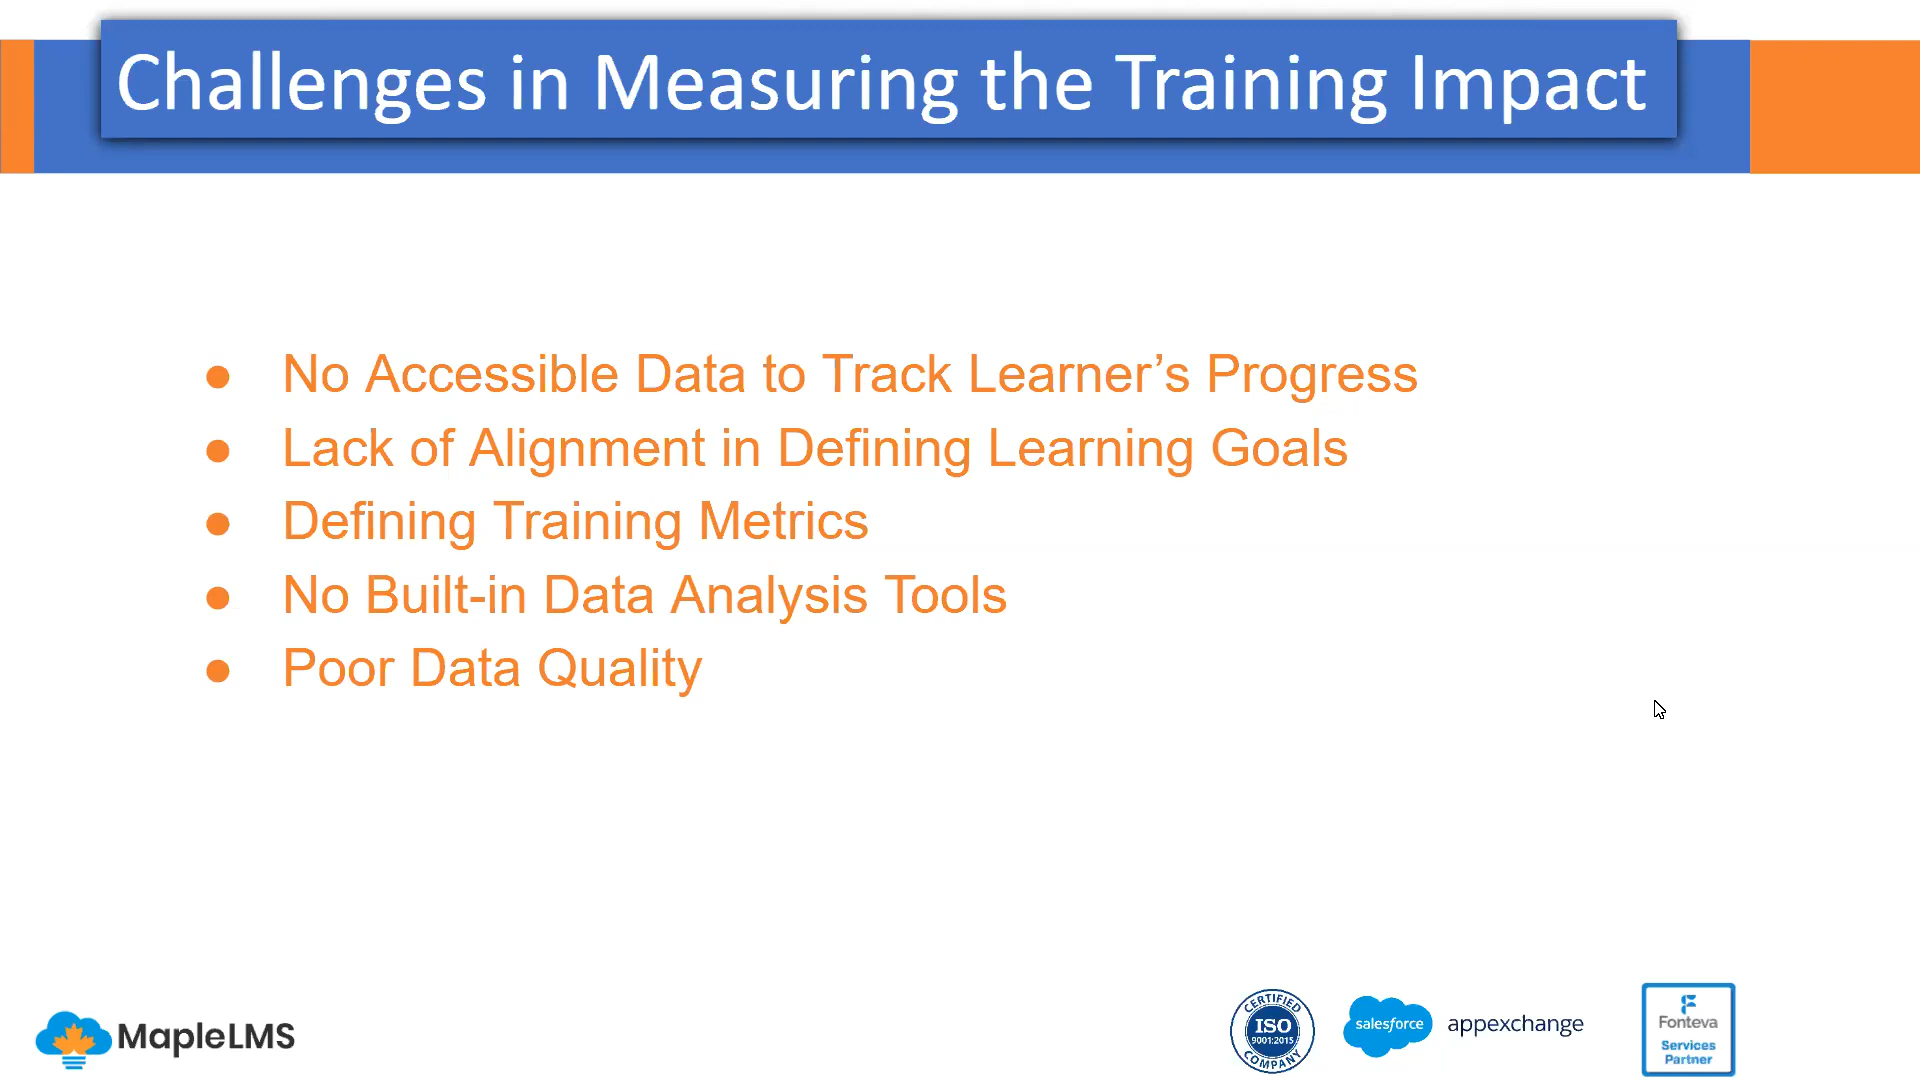 Challenges in Measuring the Training Impact
● No Accessible Data to Track Learner’s Progress
● Lack of Alignment in Defining Learning Goals
● Defining Training Metrics
● No Built-in Data Analysis Tools
● Poor Data Quality
MapleLMS
CERTIFIED
ISO
9001:2015
COMPANY
salesforce appexchange
Fonteva
Services
Partner